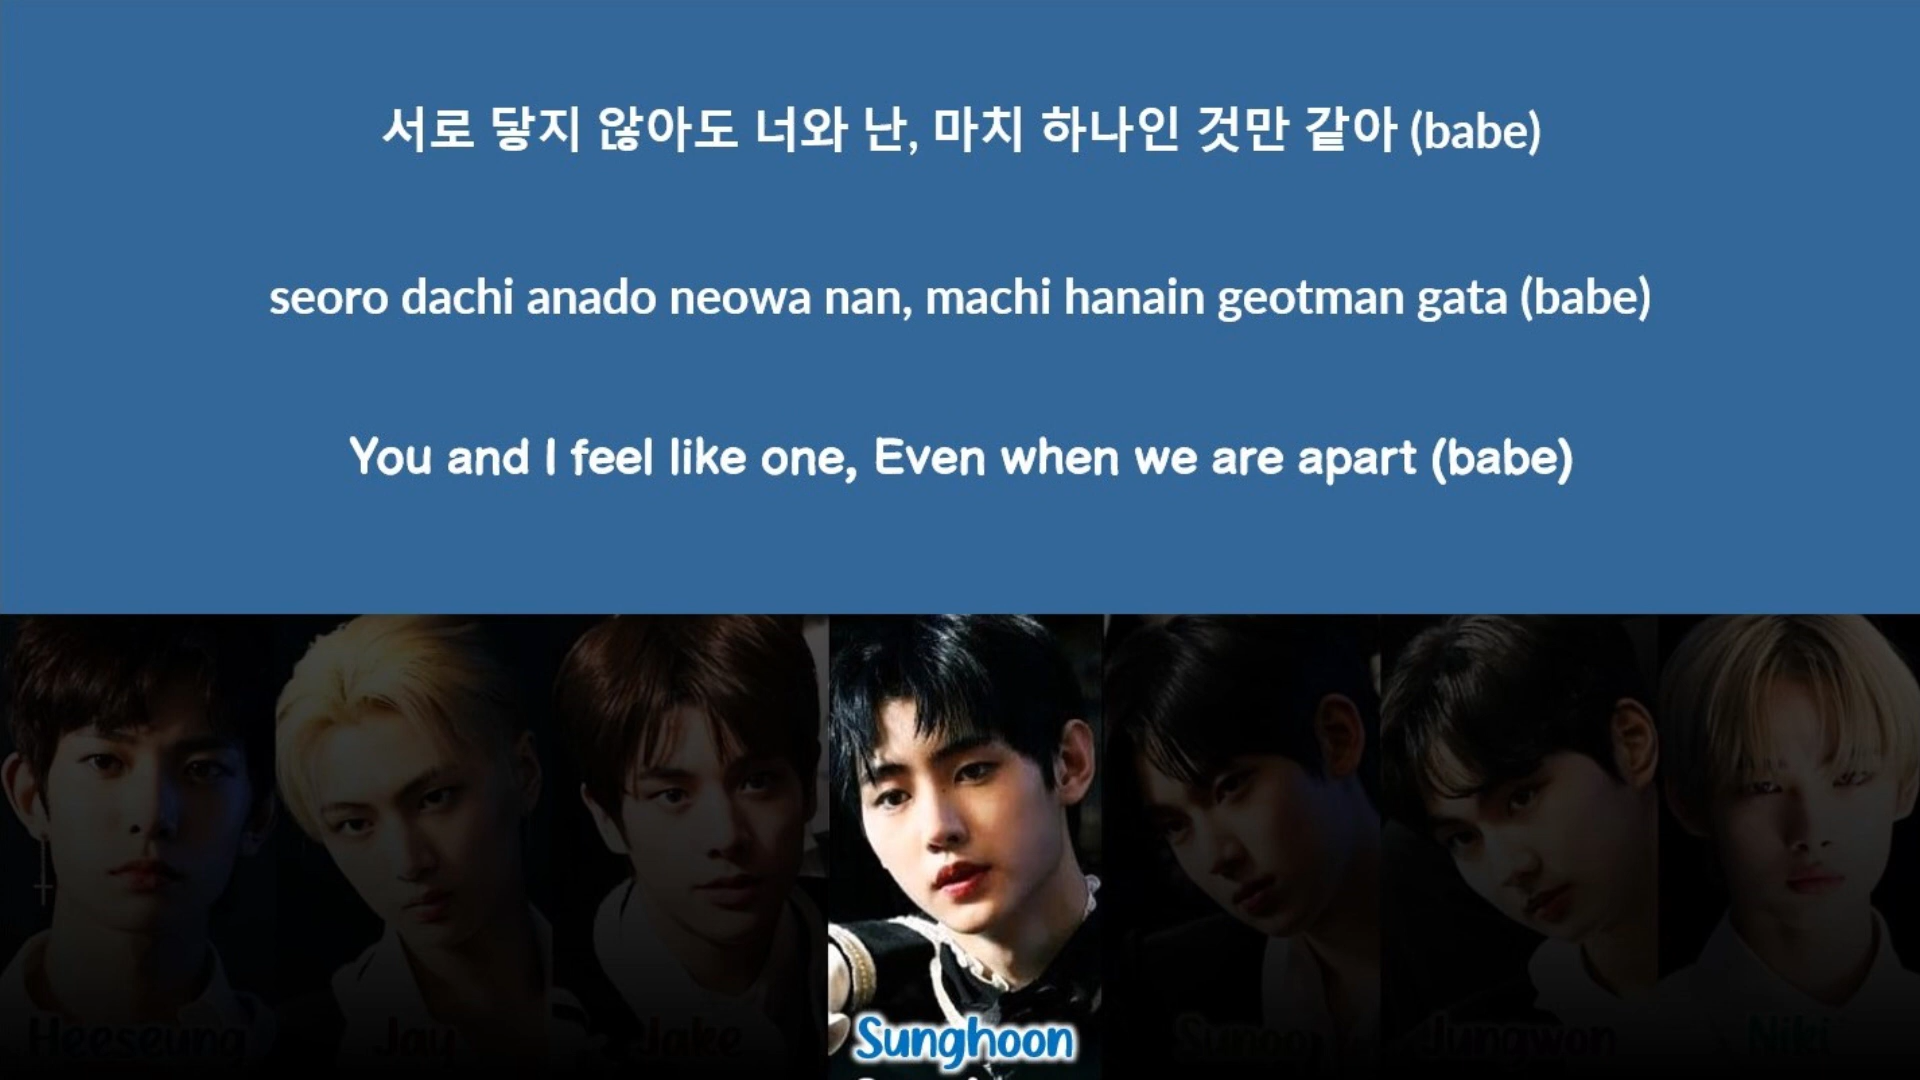 서로 닿지 않아도 너와 난, 마치 하나인 것만 같아 (babe)
seoro dachi anado neowa nan, machi hanain geotman gata (babe)
You and I feel like one, Even when we are apart (babe)
Heeseung Jay Jake Sunghoon Sunoo Jungwon Niki